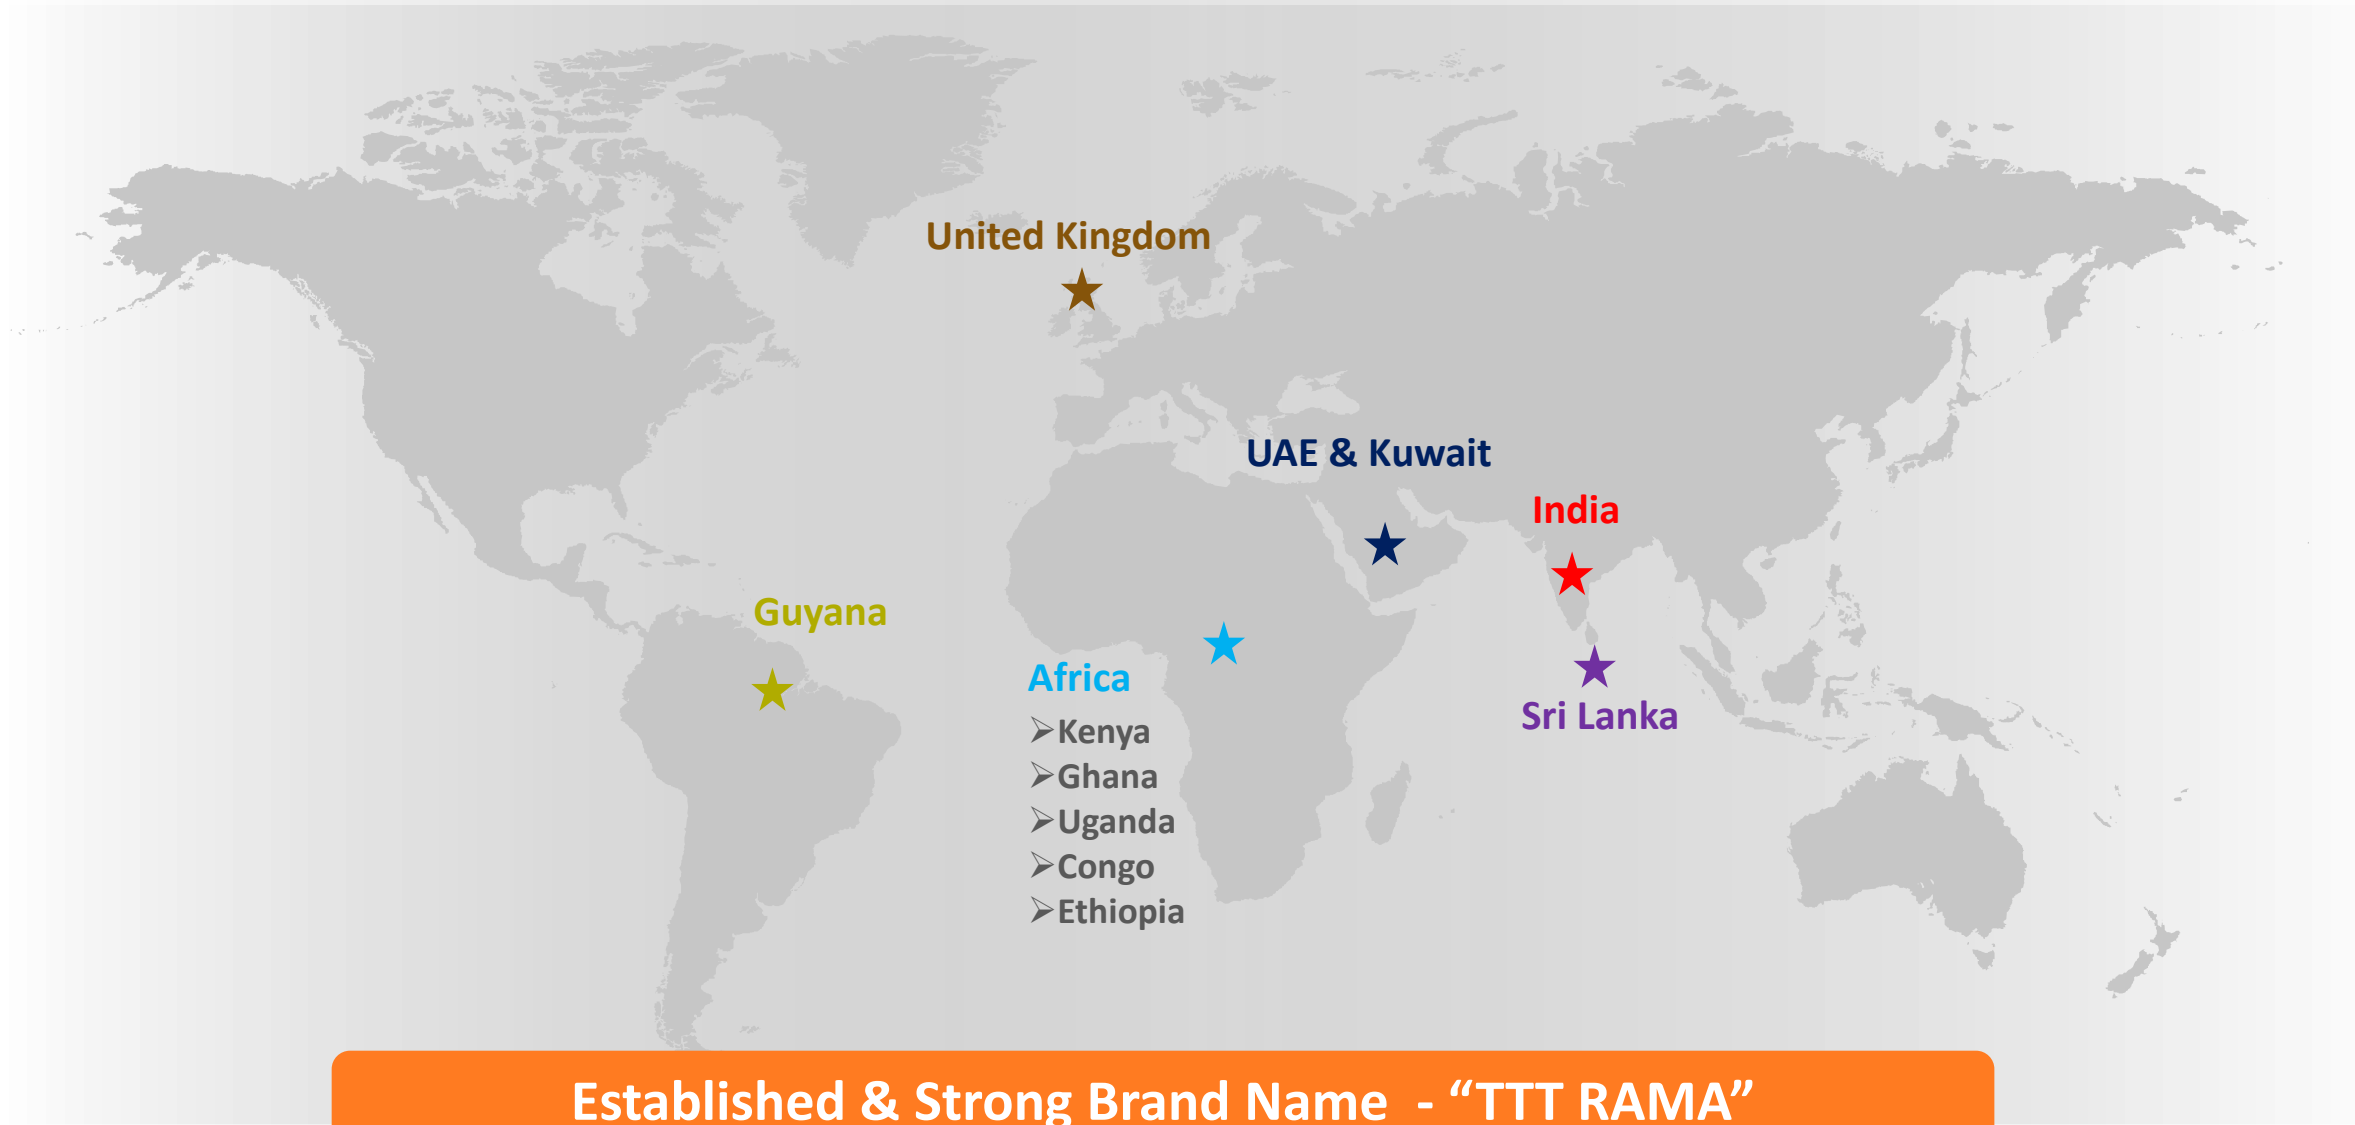 United Kingdom
UAE & Kuwait
India
Guyana
Africa
➢Kenya
➢Ghana
➢Uganda
➢Congo
➢Ethiopia
Sri Lanka
Established & Strong Brand Name - “TTT RAMA”